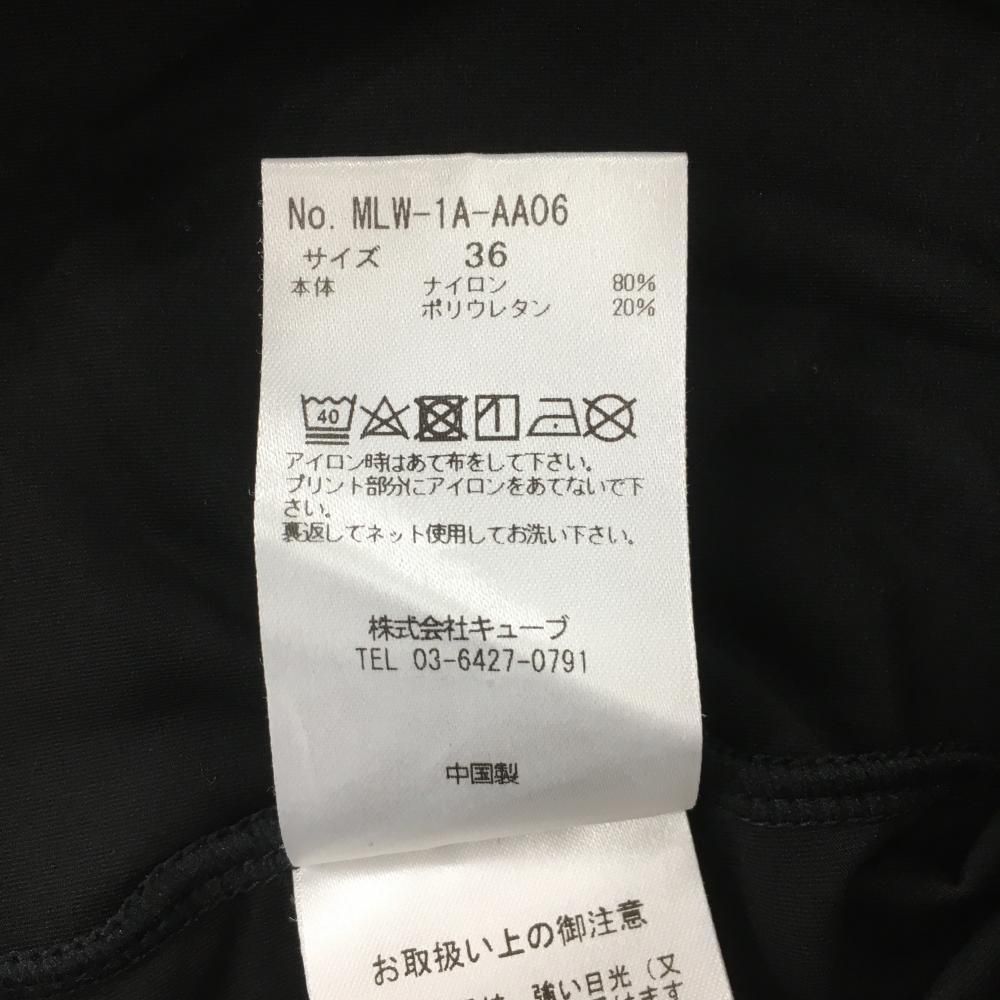 No. MLW-1A-AA06
サイズ 36
本体 ナイロン 80%
ポリウレタン 20%
40
アイロン時はあて布をして下さい。
プリント部分にアイロンをあてないで下
さい。
裏返してネット使用してお洗い下さい。
株式会社キューブ
TEL 03-6427-0791
中国製
お取扱い上の御注意
強い日光(又